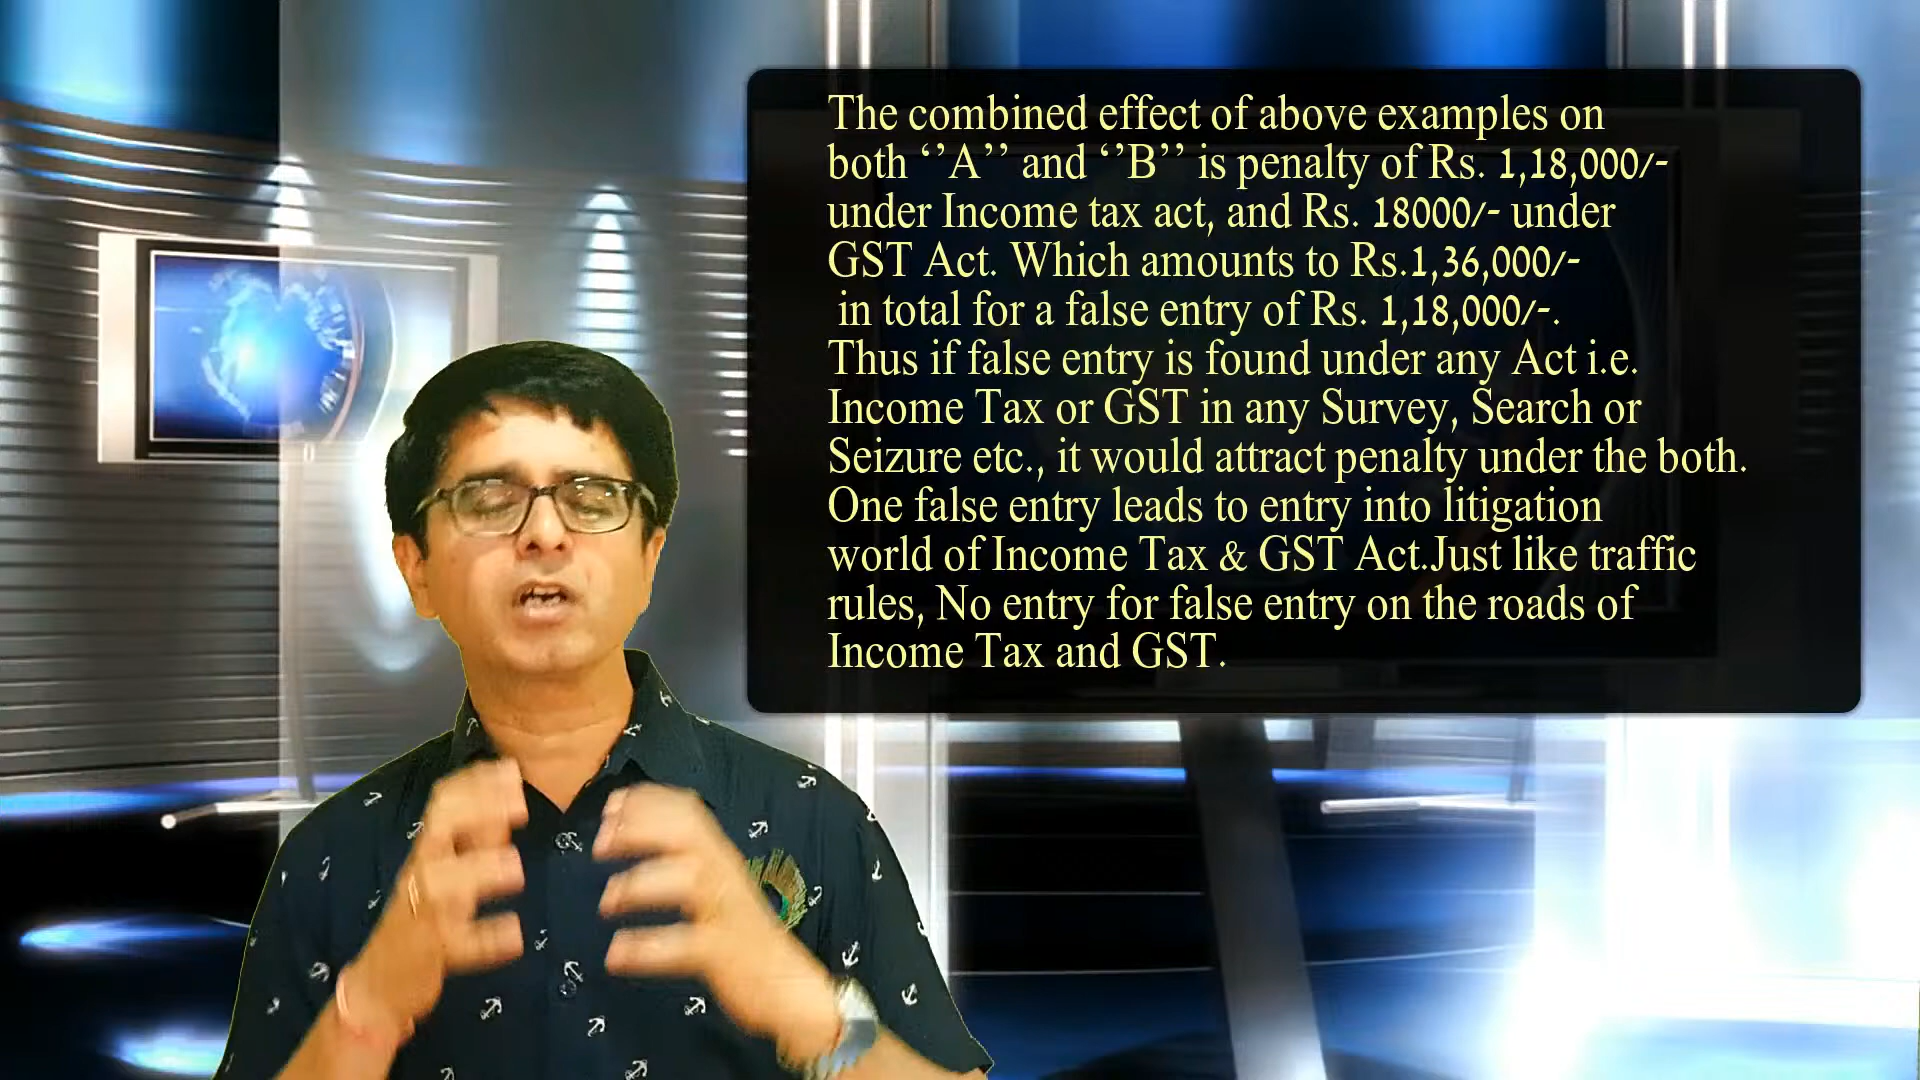 The combined effect of above examples on
both ‘’A’’ and ‘’B’’ is penalty of Rs. 1,18,000/-
under Income tax act, and Rs. 18000/- under
GST Act. Which amounts to Rs.1,36,000/-
in total for a false entry of Rs. 1,18,000/-.
Thus if false entry is found under any Act i.e.
Income Tax or GST in any Survey, Search or
Seizure etc., it would attract penalty under the both.
One false entry leads to entry into litigation
world of Income Tax & GST Act.Just like traffic
rules, No entry for false entry on the roads of
Income Tax and GST.